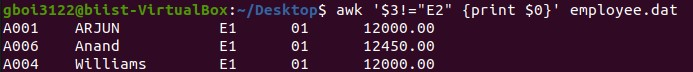 gboi3122@biist-VirtualBox:~/Desktop$ awk '$3!="E2" {print $0}' employee.dat
A001    ARJUN           E1      01      12000.00
A006    Anand           E1      01      12450.00
A004    Williams        E1      01      12000.00